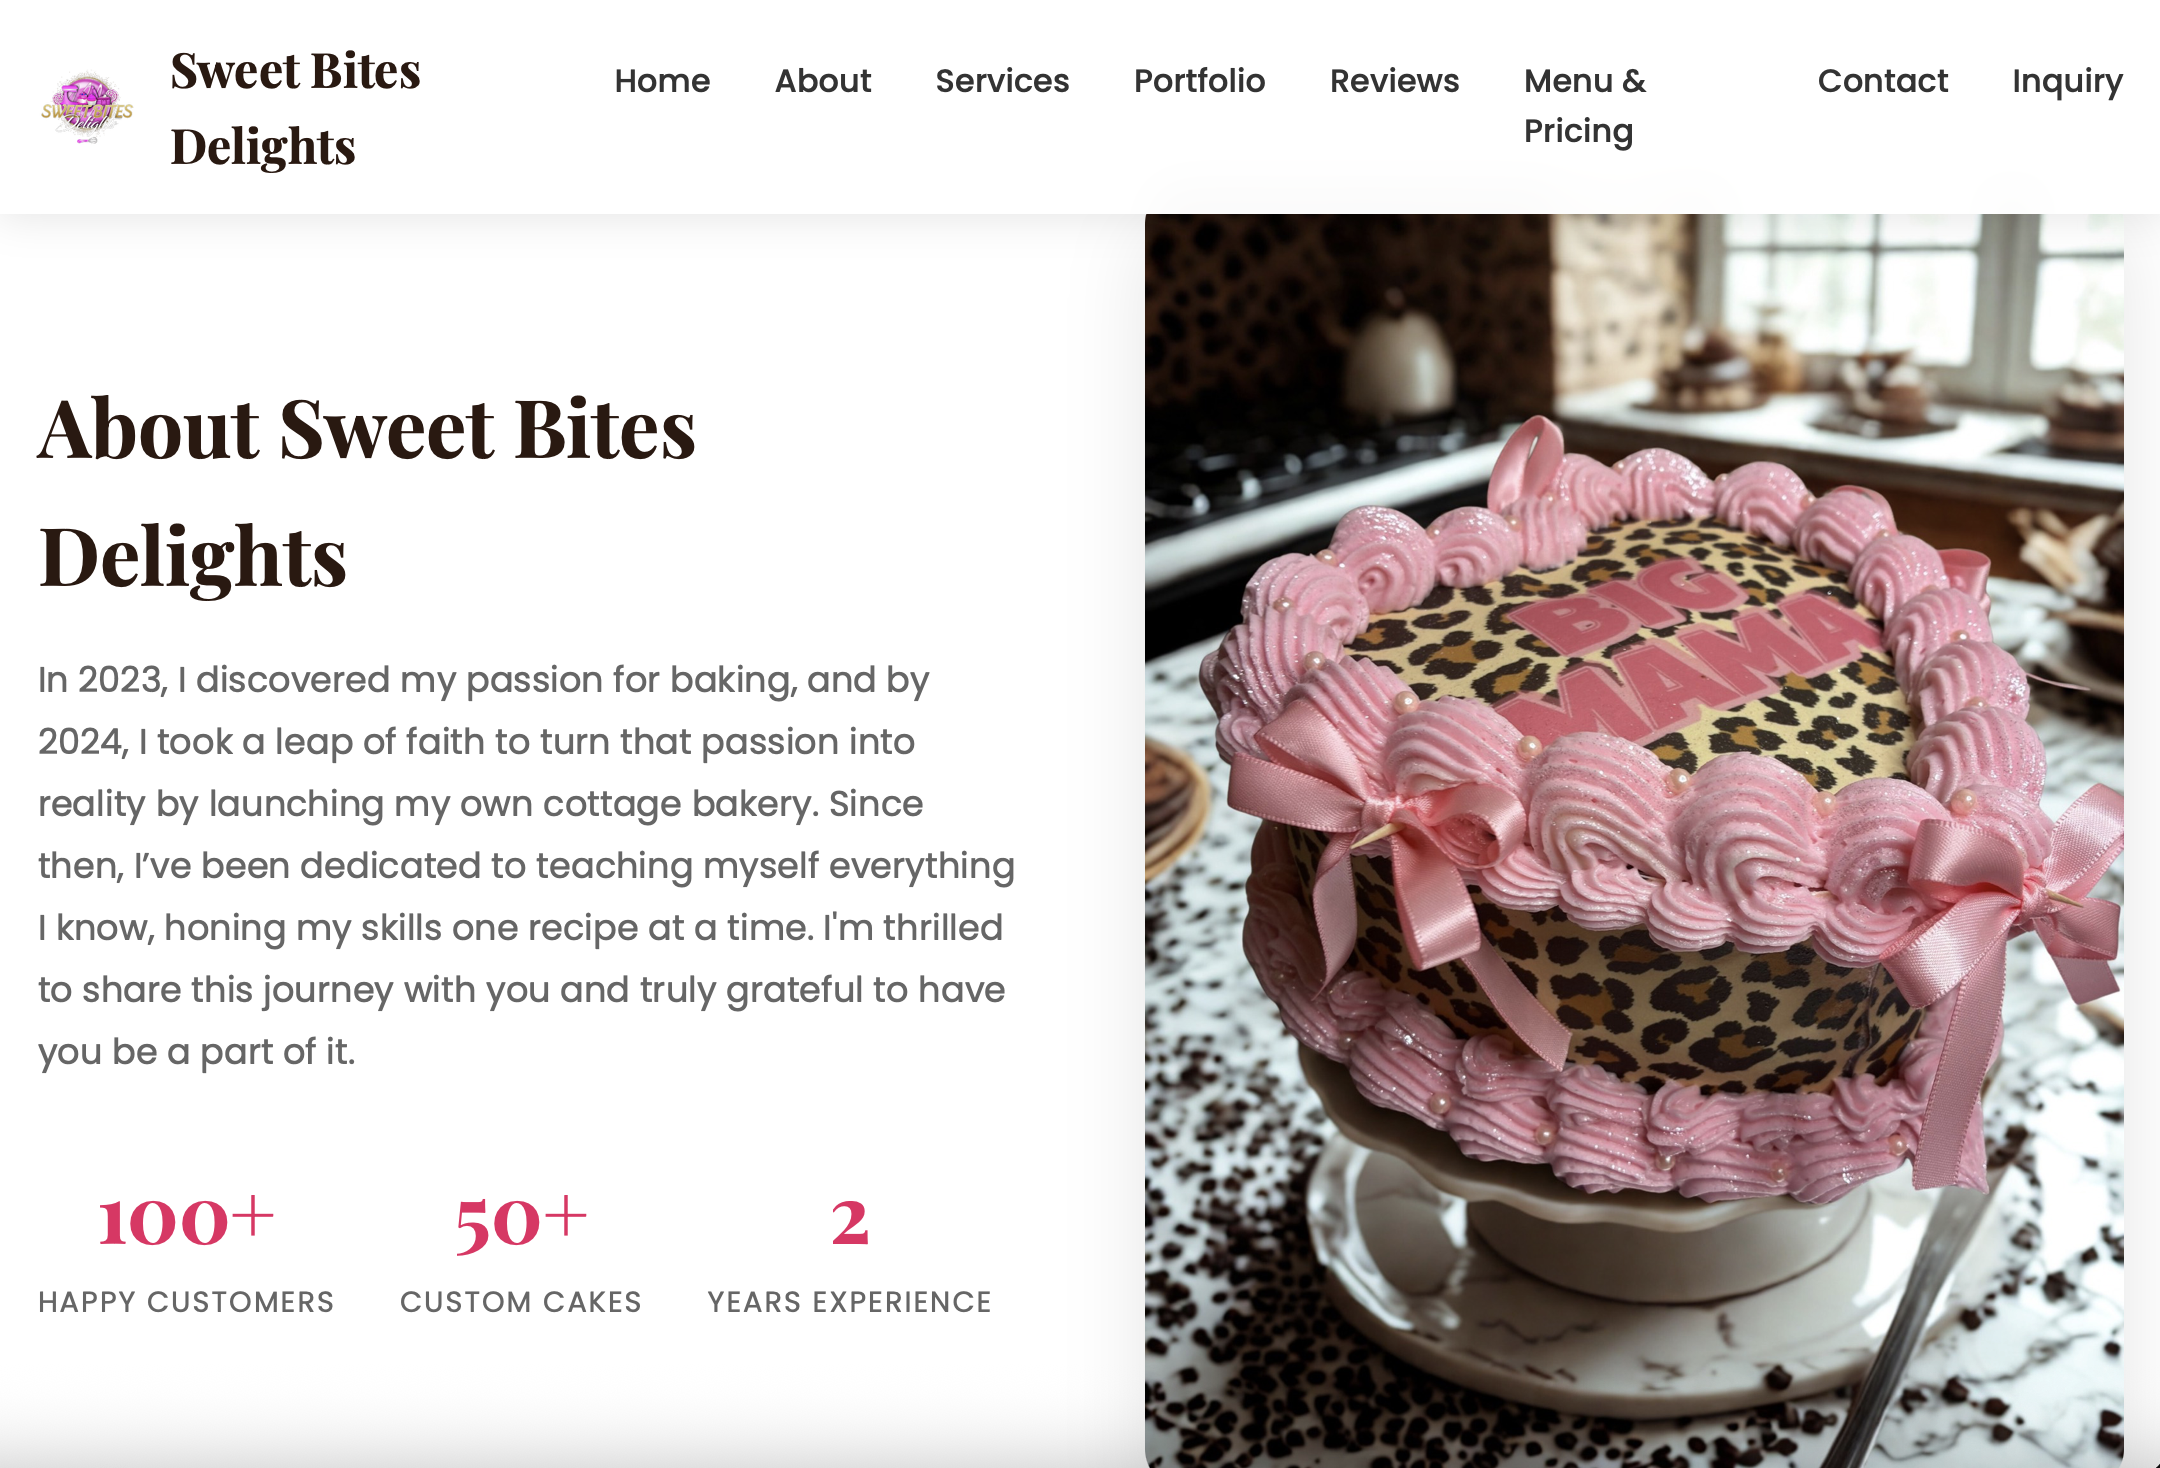 SWEET BITES
Delight
Sweet Bites
Delights
Home
About
Services
Portfolio
Reviews
Menu &
Pricing
Contact
Inquiry
About Sweet Bites
Delights
In 2023, I discovered my passion for baking, and by
2024, I took a leap of faith to turn that passion into
reality by launching my own cottage bakery. Since
then, I’ve been dedicated to teaching myself everything
I know, honing my skills one recipe at a time. I'm thrilled
to share this journey with you and truly grateful to have
you be a part of it.
100+
HAPPY CUSTOMERS
50+
CUSTOM CAKES
2
YEARS EXPERIENCE
BIG
MAMA